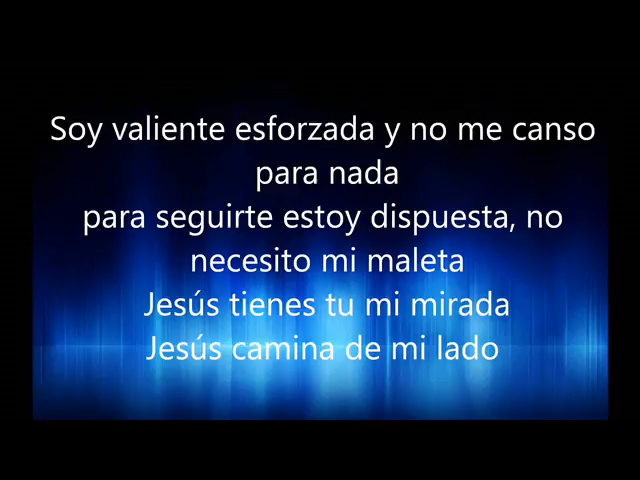 Soy valiente esforzada y no me canso
para nada
para seguirte estoy dispuesta, no
necesito mi maleta
Jesús tienes tu mi mirada
Jesús camina de mi lado